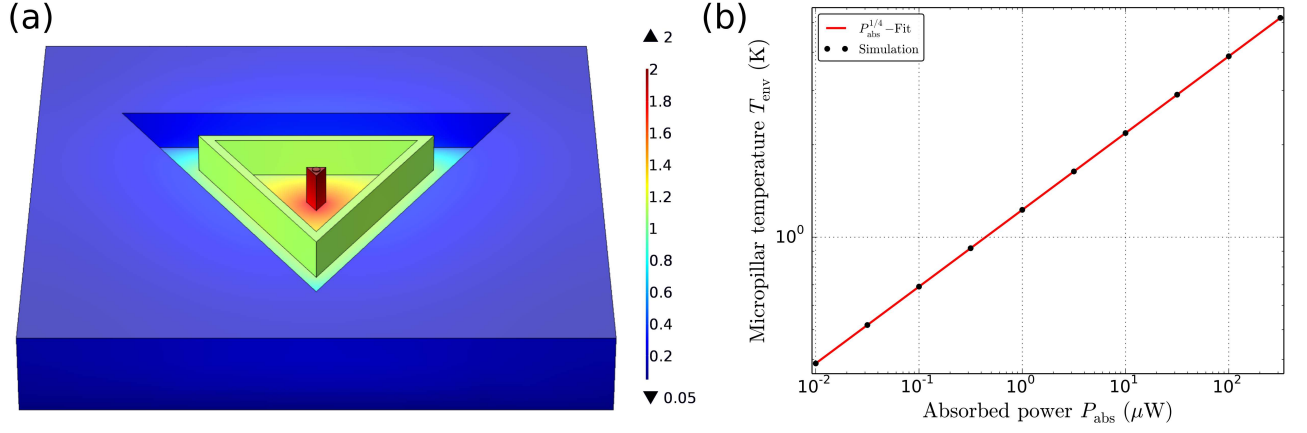 (a)
▲ 2
2
1.8
1.6
1.4
1.2
1
0.8
0.6
0.4
0.2
▼ 0.05
(b)
P_abs^{1/4}−Fit
Simulation
Micropillar temperature T_env (K)
10^0
10^-2 10^-1 10^0 10^1 10^2
Absorbed power P_abs (μW)